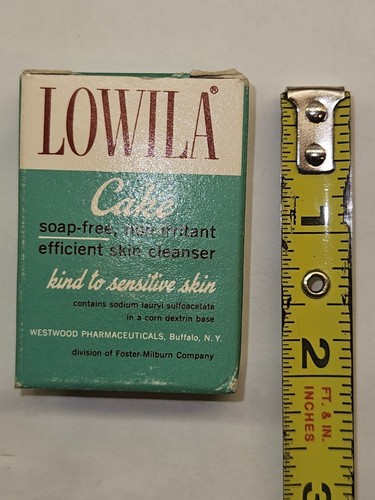 LOWILA®
Cake
soap-free, non-irritant
efficient skin cleanser
kind to sensitive skin
contains sodium lauryl sulfoacetate
in a corn dextrin base
WESTWOOD PHARMACEUTICALS, Buffalo, N. Y.
division of Foster-Milburn Company
1
2
FT. & IN.
INCHES
3